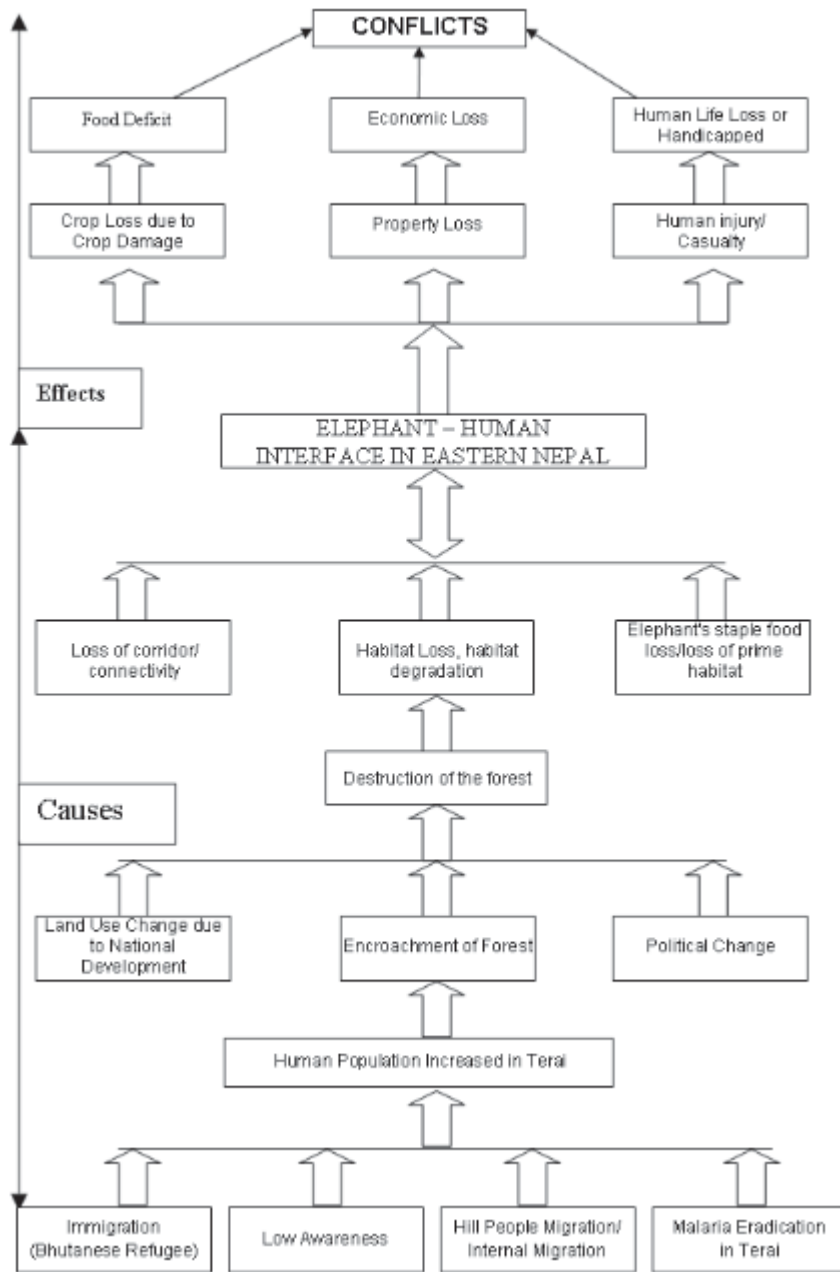 CONFLICTS
Food Deficit
Economic Loss
Human Life Loss or
Handicapped
Crop Loss due to
Crop Damage
Property Loss
Human injury/
Casualty
Effects
ELEPHANT – HUMAN
INTERFACE IN EASTERN NEPAL
Loss of corridor/
connectivity
Habitat Loss, habitat
degradation
Elephant's staple food
loss/loss of prime
habitat
Destruction of the forest
Causes
Land Use Change due
to National
Development
Encroachment of Forest
Political Change
Human Population Increased in Terai
Immigration
(Bhutanese Refugee)
Low Awareness
Hill People Migration/
Internal Migration
Malaria Eradication
in Terai